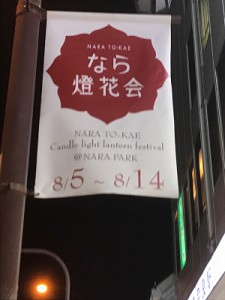 NARA TO-KAE
なら
燈花会
NARA TO-KAE
Candle light lantern festival
@ NARA PARK
8/5 ~ 8/14